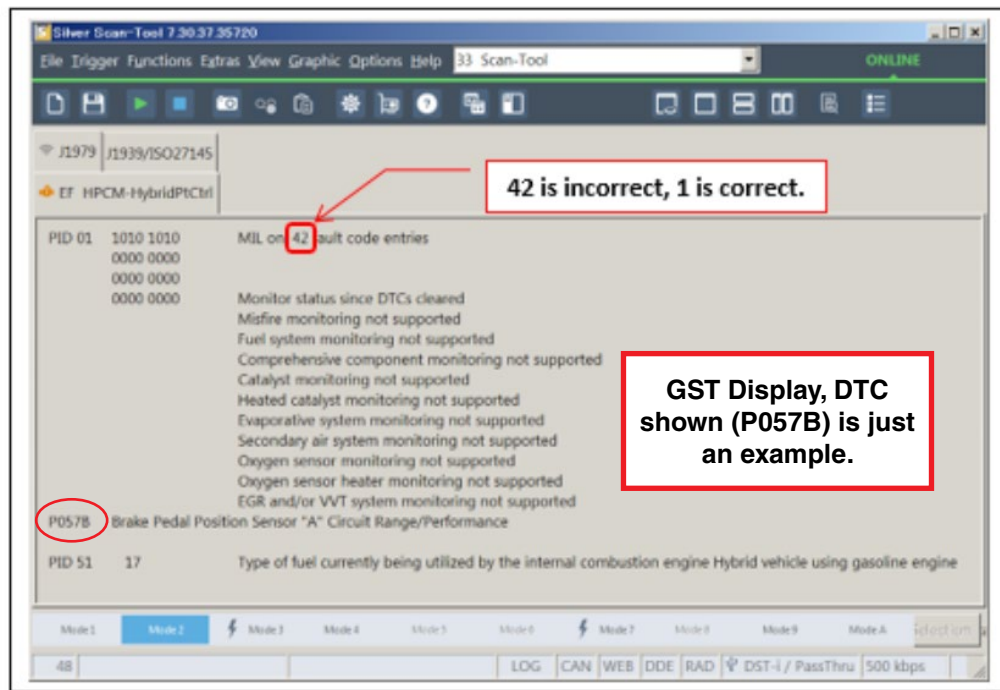 Silver Scan-Tool 7.30.37.35720
File Trigger Functions Extras View Graphic Options Help 33 Scan-Tool ONLINE
J1979 J1939/ISO27145
EF HPCM-HybridPtCtrl
42 is incorrect, 1 is correct.
PID 01 1010 1010 MIL on, 42 ault code entries
0000 0000
0000 0000
0000 0000 Monitor status since DTCs cleared
Misfire monitoring not supported
Fuel system monitoring not supported
Comprehensive component monitoring not supported
Catalyst monitoring not supported
Heated catalyst monitoring not supported
Evaporative system monitoring not supported
Secondary air system monitoring not supported
Oxygen sensor monitoring not supported
Oxygen sensor heater monitoring not supported
EGR and/or VVT system monitoring not supported
GST Display, DTC
shown (P057B) is just
an example.
P057B Brake Pedal Position Sensor "A" Circuit Range/Performance
PID 51 17 Type of fuel currently being utilized by the internal combustion engine Hybrid vehicle using gasoline engine
Mode1 Mode2 Mode3 Mode4 Mode5 Mode6 Mode7 Mode8 Mode9 ModeA
48 LOG CAN WEB DDE RAD DST-i / PassThru 500 kbps